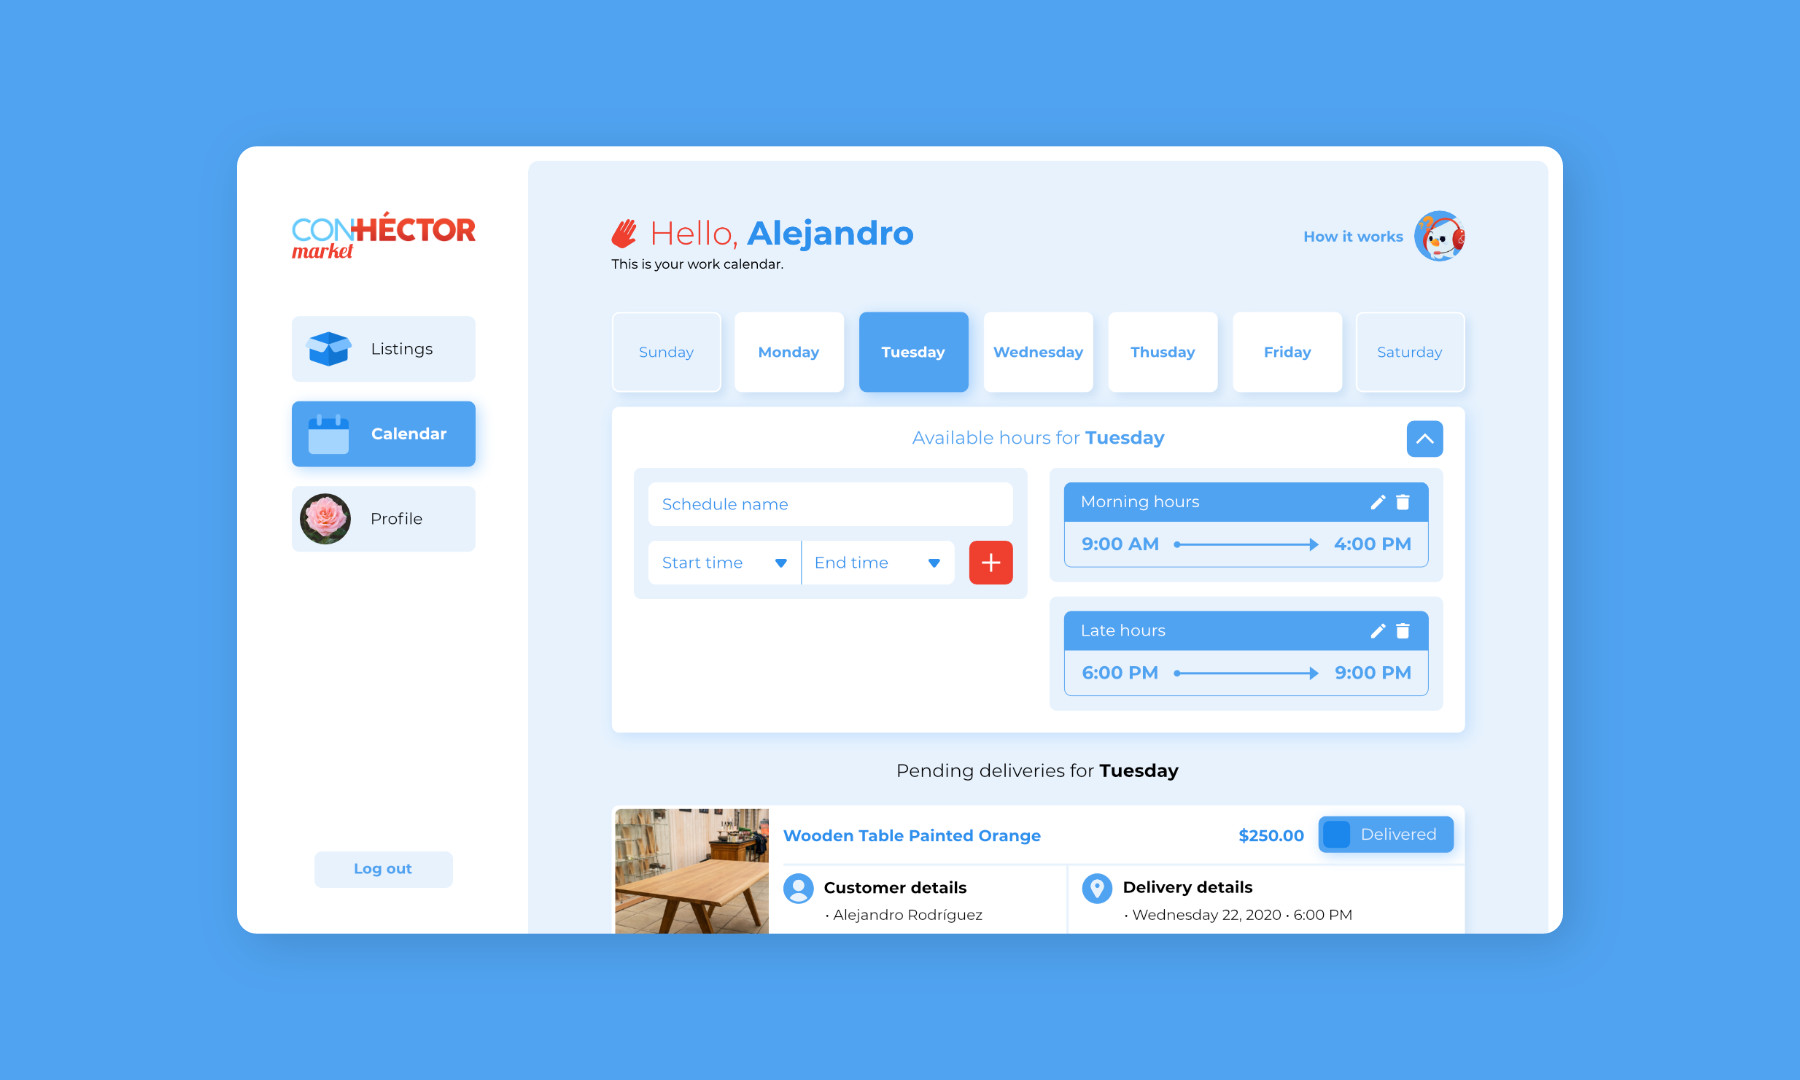 CONHÉCTOR
market
Listings
Calendar
Profile
Log out
Hello, Alejandro
This is your work calendar.
How it works
Sunday
Monday
Tuesday
Wednesday
Thusday
Friday
Saturday
Available hours for Tuesday
Schedule name
Start time
End time
Morning hours
9:00 AM
4:00 PM
Late hours
6:00 PM
9:00 PM
Pending deliveries for Tuesday
Wooden Table Painted Orange
$250.00
Delivered
Customer details
• Alejandro Rodríguez
Delivery details
• Wednesday 22, 2020 • 6:00 PM